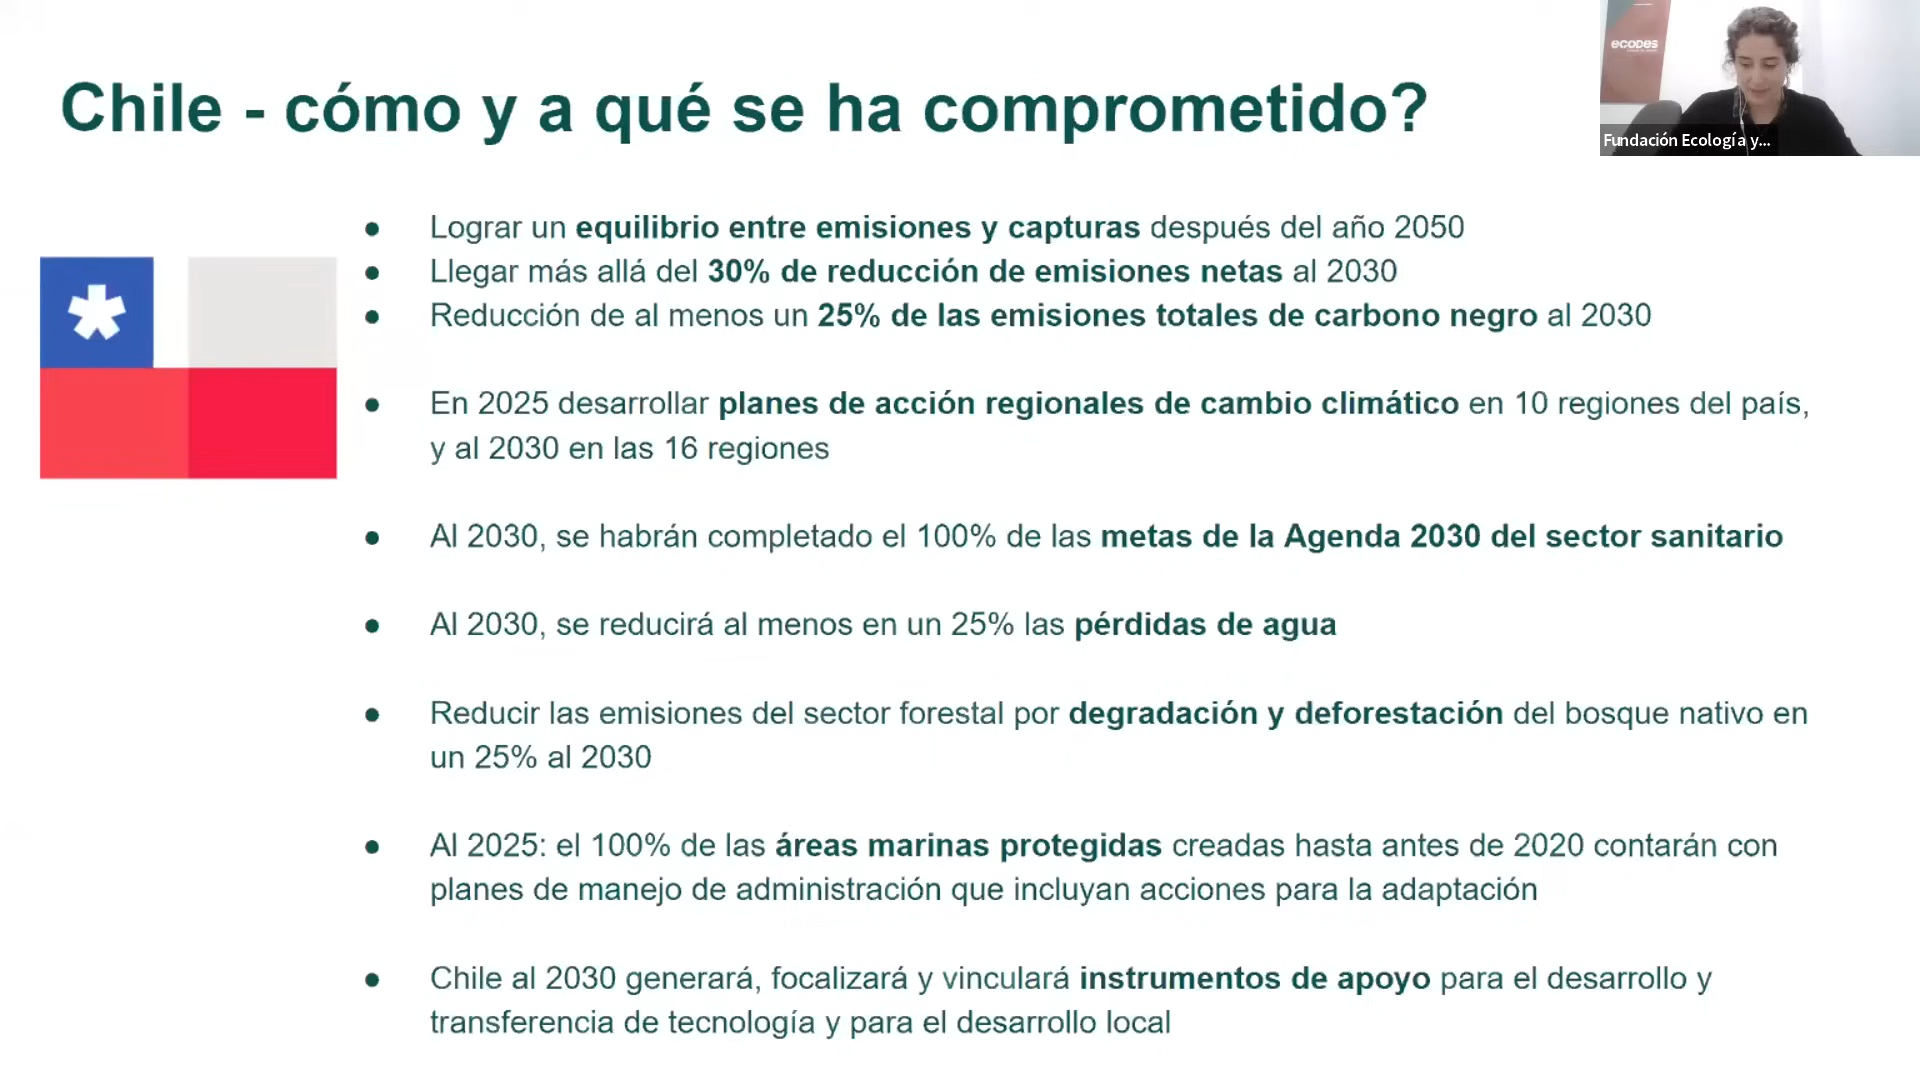 Chile - cómo y a qué se ha comprometido?
ecodes
Fundación Ecología y...
● Lograr un equilibrio entre emisiones y capturas después del año 2050
● Llegar más allá del 30% de reducción de emisiones netas al 2030
● Reducción de al menos un 25% de las emisiones totales de carbono negro al 2030
● En 2025 desarrollar planes de acción regionales de cambio climático en 10 regiones del país,
y al 2030 en las 16 regiones
● Al 2030, se habrán completado el 100% de las metas de la Agenda 2030 del sector sanitario
● Al 2030, se reducirá al menos en un 25% las pérdidas de agua
● Reducir las emisiones del sector forestal por degradación y deforestación del bosque nativo en
un 25% al 2030
● Al 2025: el 100% de las áreas marinas protegidas creadas hasta antes de 2020 contarán con
planes de manejo de administración que incluyan acciones para la adaptación
● Chile al 2030 generará, focalizará y vinculará instrumentos de apoyo para el desarrollo y
transferencia de tecnología y para el desarrollo local